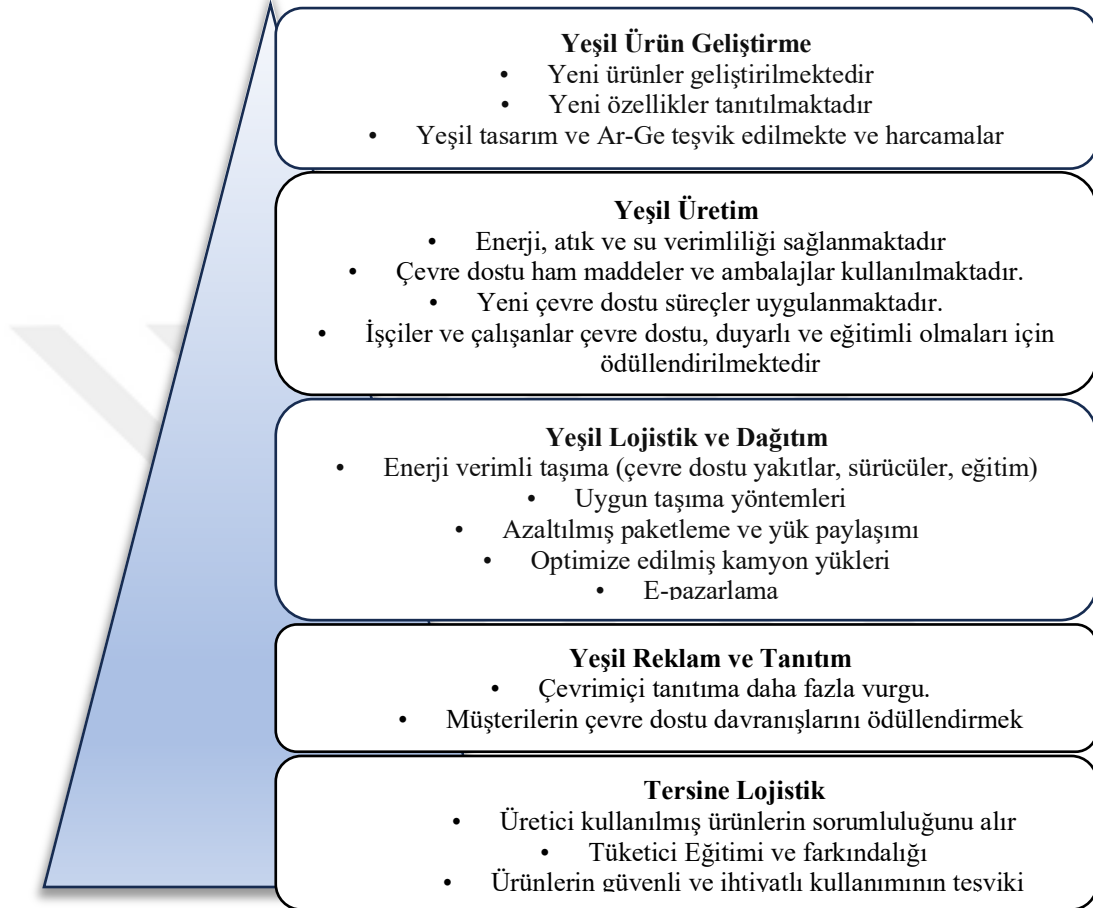 Yeşil Ürün Geliştirme
• Yeni ürünler geliştirilmektedir
• Yeni özellikler tanıtılmaktadır
• Yeşil tasarım ve Ar-Ge teşvik edilmekte ve harcamalar
Yeşil Üretim
• Enerji, atık ve su verimliliği sağlanmaktadır
• Çevre dostu ham maddeler ve ambalajlar kullanılmaktadır.
• Yeni çevre dostu süreçler uygulanmaktadır.
• İşçiler ve çalışanlar çevre dostu, duyarlı ve eğitimli olmaları için
ödüllendirilmektedir
Yeşil Lojistik ve Dağıtım
• Enerji verimli taşıma (çevre dostu yakıtlar, sürücüler, eğitim)
• Uygun taşıma yöntemleri
• Azaltılmış paketleme ve yük paylaşımı
• Optimize edilmiş kamyon yükleri
• E-pazarlama
Yeşil Reklam ve Tanıtım
• Çevrimiçi tanıtıma daha fazla vurgu.
• Müşterilerin çevre dostu davranışlarını ödüllendirmek
Tersine Lojistik
• Üretici kullanılmış ürünlerin sorumluluğunu alır
• Tüketici Eğitimi ve farkındalığı
• Ürünlerin güvenli ve ihtiyatlı kullanımının teşviki